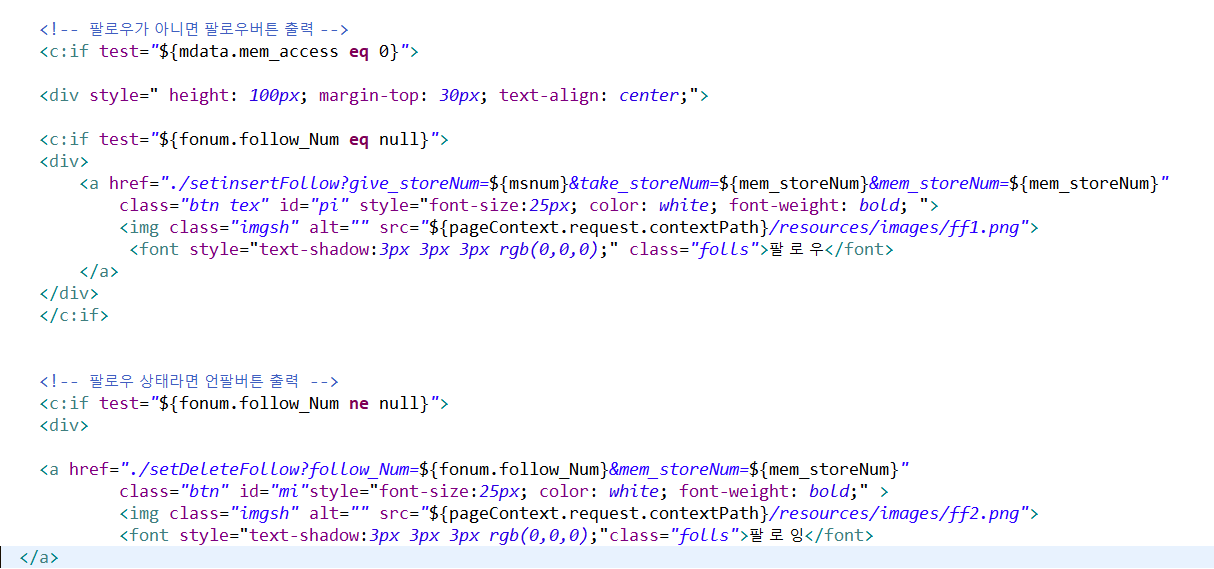 <!-- 팔로우가 아니면 팔로우버튼 출력 -->
<c:if test="${mdata.mem_access eq 0}">
<div style=" height: 100px; margin-top: 30px; text-align: center;">
<c:if test="${fonum.follow_Num eq null}">
<div>
<a href="./setinsertFollow?give_storeNum=${msnum}&take_storeNum=${mem_storeNum}&mem_storeNum=${mem_storeNum}"
class="btn tex" id="pi" style="font-size:25px; color: white; font-weight: bold; ">
<img class="imgsh" alt="" src="${pageContext.request.contextPath}/resources/images/ff1.png">
<font style="text-shadow:3px 3px 3px rgb(0,0,0);" class="folls">팔 로 우</font>
</a>
</div>
</c:if>
<!-- 팔로우 상태라면 언팔버튼 출력 -->
<c:if test="${fonum.follow_Num ne null}">
<div>
<a href="./setDeleteFollow?follow_Num=${fonum.follow_Num}&mem_storeNum=${mem_storeNum}"
class="btn" id="mi"style="font-size:25px; color: white; font-weight: bold;" >
<img class="imgsh" alt="" src="${pageContext.request.contextPath}/resources/images/ff2.png">
<font style="text-shadow:3px 3px 3px rgb(0,0,0);"class="folls">팔 로 잉</font>
</a>